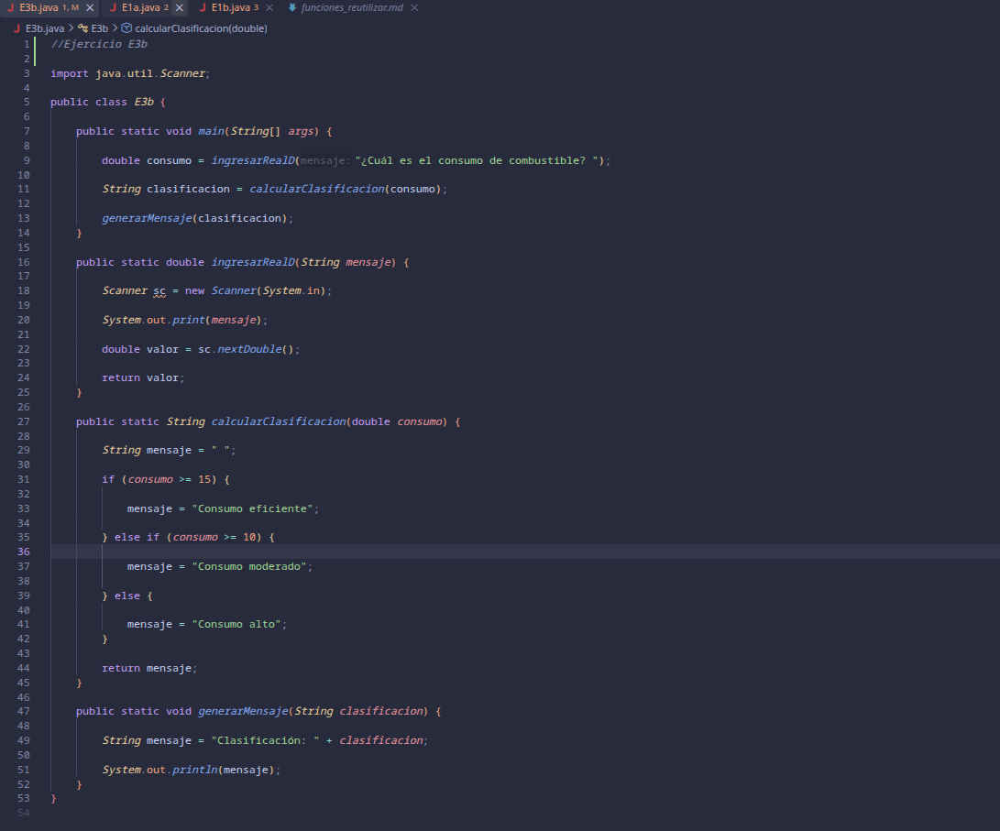 E3b.java 1, M × E1a.java 2 × E1b.java 3 × funciones_reutilizar.md ×
E3b.java > E3b > calcularClasificacion(double)
1 //Ejercicio E3b
2
3 import java.util.Scanner;
4
5 public class E3b {
6
7 public static void main(String[] args) {
8
9 double consumo = ingresarRealD(mensaje: "¿Cuál es el consumo de combustible? ");
10
11 String clasificacion = calcularClasificacion(consumo);
12
13 generarMensaje(clasificacion);
14 }
15
16 public static double ingresarRealD(String mensaje) {
17
18 Scanner sc = new Scanner(System.in);
19
20 System.out.print(mensaje);
21
22 double valor = sc.nextDouble();
23
24 return valor;
25 }
26
27 public static String calcularClasificacion(double consumo) {
28
29 String mensaje = " ";
30
31 if (consumo >= 15) {
32
33 mensaje = "Consumo eficiente";
34
35 } else if (consumo >= 10) {
36
37 mensaje = "Consumo moderado";
38
39 } else {
40
41 mensaje = "Consumo alto";
42 }
43
44 return mensaje;
45 }
46
47 public static void generarMensaje(String clasificacion) {
48
49 String mensaje = "Clasificación: " + clasificacion;
50
51 System.out.println(mensaje);
52 }
53 }
54